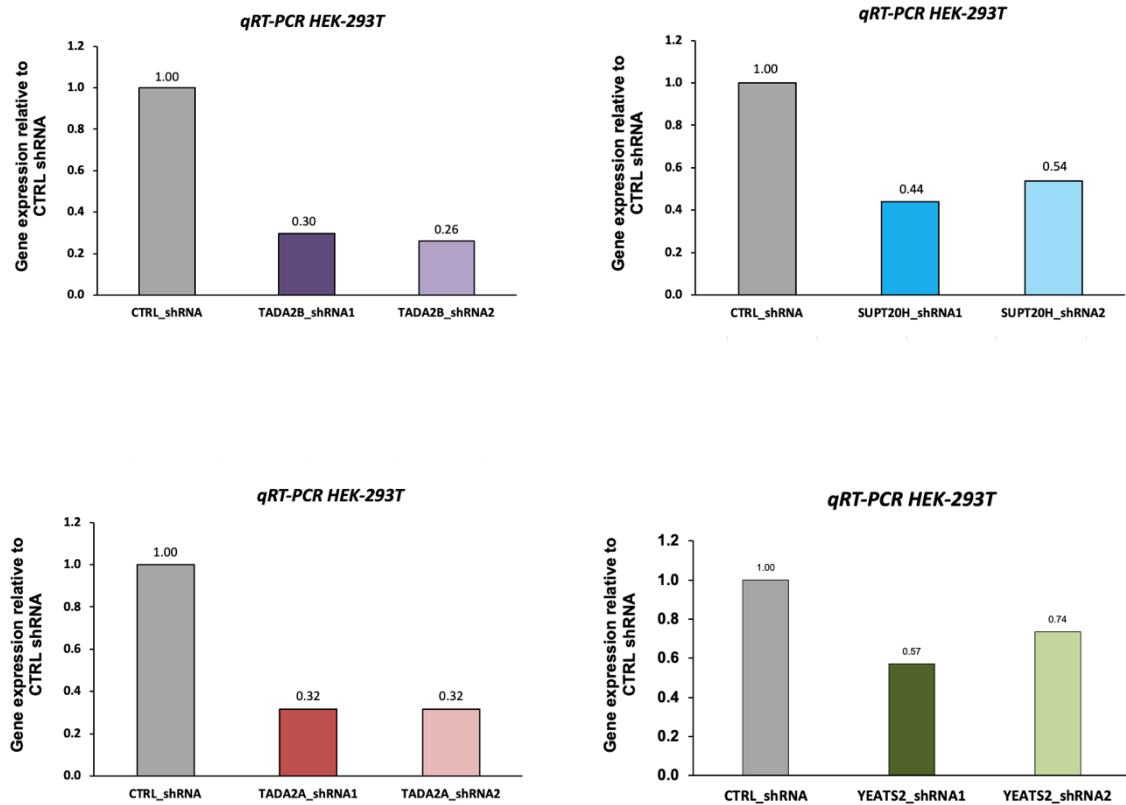 qRT-PCR HEK-293T
Gene expression relative to
CTRL shRNA
1.2
1.0
0.8
0.6
0.4
0.2
0.0
1.00
0.30
0.26
CTRL_shRNA
TADA2B_shRNA1
TADA2B_shRNA2
qRT-PCR HEK-293T
Gene expression relative to
CTRL shRNA
1.2
1.0
0.8
0.6
0.4
0.2
0.0
1.00
0.44
0.54
CTRL_shRNA
SUPT20H_shRNA1
SUPT20H_shRNA2
qRT-PCR HEK-293T
Gene expression relative to
CTRL shRNA
1.2
1.0
0.8
0.6
0.4
0.2
0.0
1.00
0.32
0.32
CTRL_shRNA
TADA2A_shRNA1
TADA2A_shRNA2
qRT-PCR HEK-293T
Gene expression relative to
CTRL shRNA
1.2
1.0
0.8
0.6
0.4
0.2
0.0
1.00
0.57
0.74
CTRL_shRNA
YEATS2_shRNA1
YEATS2_shRNA2